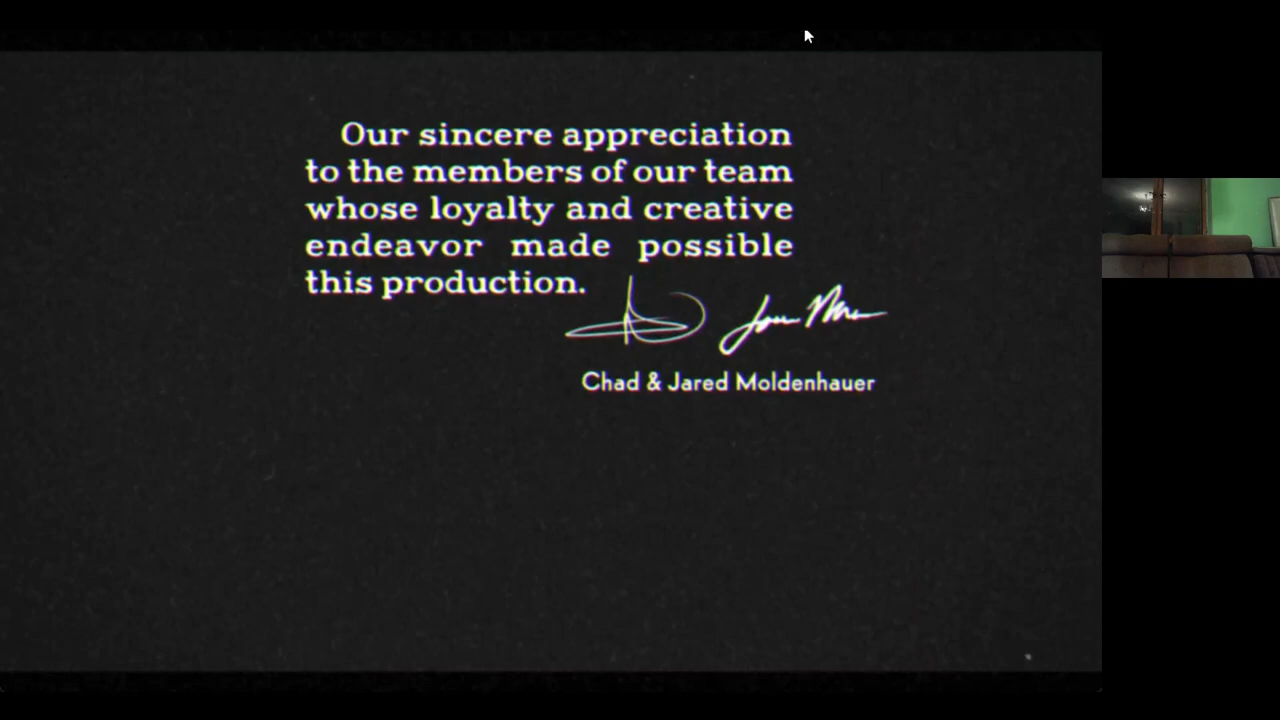 Our sincere appreciation
to the members of our team
whose loyalty and creative
endeavor made possible
this production.
Chad & Jared Moldenhauer